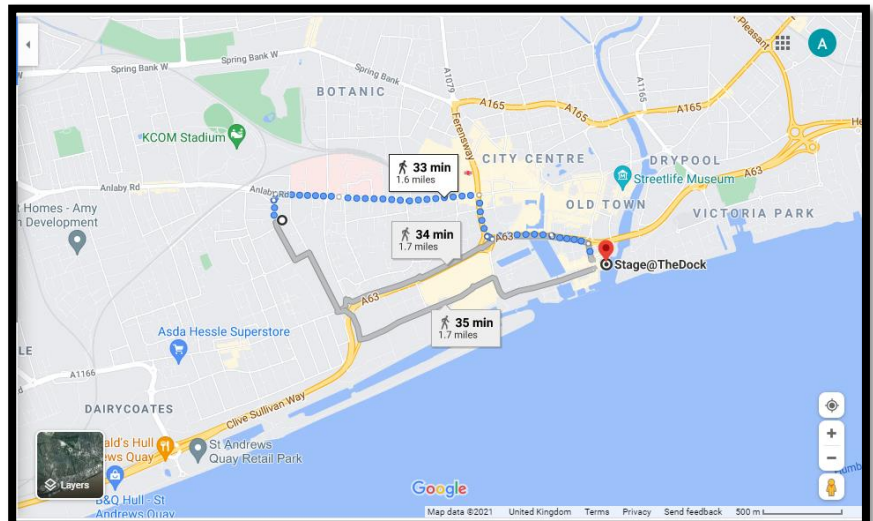 Pleasant
A
Spring Bank W
Spring Bank W
Spring Bank
A1079
A1165
BOTANIC
A165
A165
A1165
A165
Ferensway
KCOM Stadium
CITY CENTRE
DRYPOOL
A63
33 min
1.6 miles
Streetlife Museum
Anlaby Rd
Anlaby Rd
OLD TOWN
VICTORIA PARK
t Homes - Amy
n Development
34 min
1.7 miles
A63
Stage@TheDock
A63
35 min
1.7 miles
Asda Hessle Superstore
LE
A1166
DAIRYCOATES
Clive Sullivan Way
ald's Hull
ews Quay
St Andrews
Quay Retail Park
Layers
B&Q Hull - St
Andrews Quay
Google
Humb
Map data ©2021
United Kingdom
Terms
Privacy
Send feedback
500 m